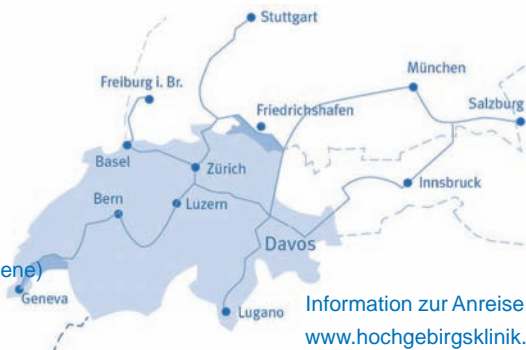 Stuttgart
München
Freiburg i. Br.
Salzburg
Friedrichshafen
Basel
Zürich
Innsbruck
Bern
Luzern
Davos
ene)
Geneva
Lugano
Information zur Anreise
www.hochgebirgsklinik.